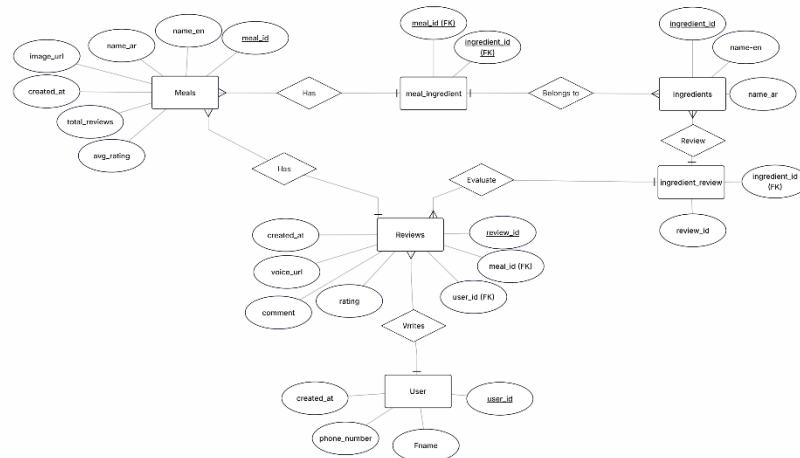 meal_id (FK)
ingredient_id
(FK)
ingredient_id
name-en
name_ar
name_en
name_ar
meal_id
image_url
created_at
total_reviews
avg_rating
Meals
Has
meal_ingredient
Belongs to
Ingredients
Review
Has
Evaluate
ingredient_review
ingredient_id
(FK)
review_id
created_at
voice_url
comment
rating
Reviews
review_id
meal_id (FK)
user_id (FK)
Writes
created_at
phone_number
Fname
User
user_id